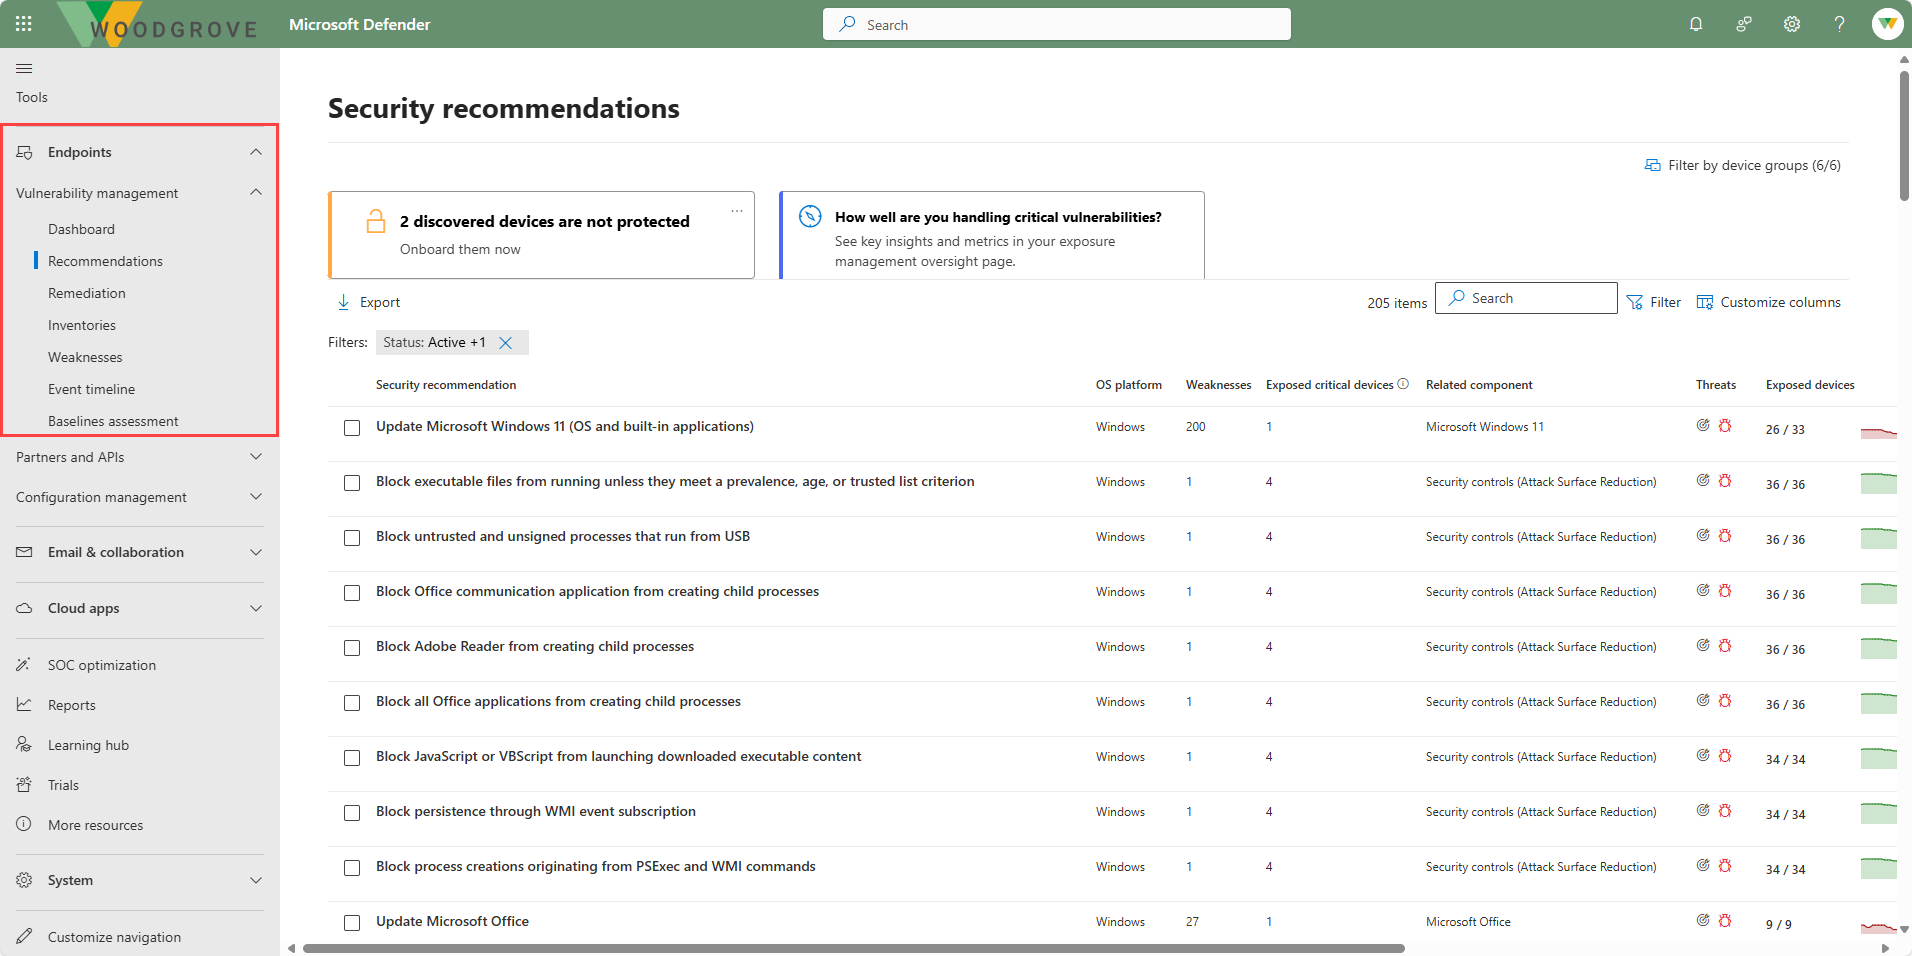 WOODGROVE
Microsoft Defender
Search
Tools
Endpoints
Vulnerability management
Dashboard
Recommendations
Remediation
Inventories
Weaknesses
Event timeline
Baselines assessment
Partners and APIs
Configuration management
Email & collaboration
Cloud apps
SOC optimization
Reports
Learning hub
Trials
More resources
System
Customize navigation
Security recommendations
Filter by device groups (6/6)
2 discovered devices are not protected
Onboard them now
How well are you handling critical vulnerabilities?
See key insights and metrics in your exposure
management oversight page.
Export
205 items
Search
Filter
Customize columns
Filters: Status: Active +1
Security recommendation OS platform Weaknesses Exposed critical devices Related component Threats Exposed devices
Update Microsoft Windows 11 (OS and built-in applications) Windows 200 1 Microsoft Windows 11 26 / 33
Block executable files from running unless they meet a prevalence, age, or trusted list criterion Windows 1 4 Security controls (Attack Surface Reduction) 36 / 36
Block untrusted and unsigned processes that run from USB Windows 1 4 Security controls (Attack Surface Reduction) 36 / 36
Block Office communication application from creating child processes Windows 1 4 Security controls (Attack Surface Reduction) 36 / 36
Block Adobe Reader from creating child processes Windows 1 4 Security controls (Attack Surface Reduction) 36 / 36
Block all Office applications from creating child processes Windows 1 4 Security controls (Attack Surface Reduction) 36 / 36
Block JavaScript or VBScript from launching downloaded executable content Windows 1 4 Security controls (Attack Surface Reduction) 34 / 34
Block persistence through WMI event subscription Windows 1 4 Security controls (Attack Surface Reduction) 34 / 34
Block process creations originating from PSExec and WMI commands Windows 1 4 Security controls (Attack Surface Reduction) 34 / 34
Update Microsoft Office Windows 27 1 Microsoft Office 9 / 9